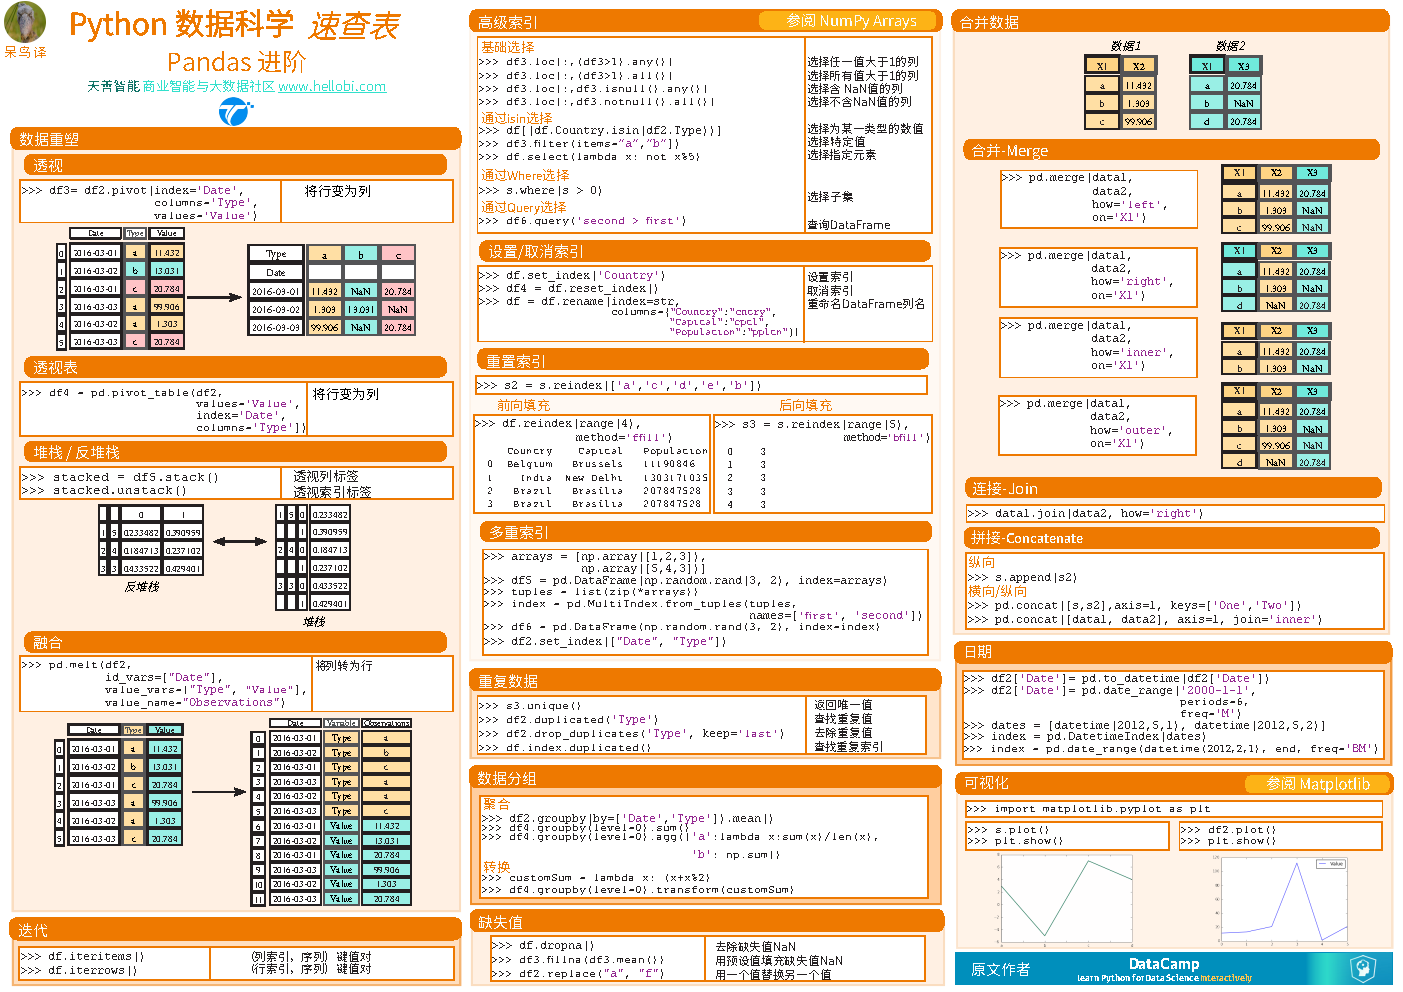 呆鸟译
Python 数据科学 速查表
Pandas 进阶
天善智能 商业智能与大数据社区 www.hellobi.com
数据重塑
透视
>>> df3= df2.pivot(index='Date',
columns='Type',
values='Value')
将行变为列
Date Type Value
0 2016-03-01 a 11.432
1 2016-03-02 b 13.031
2 2016-03-01 c 20.784
3 2016-03-03 a 99.906
4 2016-03-02 a 1.303
5 2016-03-03 c 20.784
Type a b c
Date
2016-03-01 11.432 NaN 20.784
2016-03-02 1.303 13.031 NaN
2016-03-03 99.906 NaN 20.784
透视表
>>> df4 = pd.pivot_table(df2,
values='Value',
index='Date',
columns='Type'])
将行变为列
堆栈 / 反堆栈
>>> stacked = df5.stack()
>>> stacked.unstack()
透视列标签
透视索引标签
0 1
1 5 0.233482 0.390959
2 4 0.184713 0.237102
3 3 0.433522 0.429401
反堆栈
1 5 0 0.233482
1 0.390959
2 4 0 0.184713
1 0.237102
3 3 0 0.433522
1 0.429401
堆栈
融合
>>> pd.melt(df2,
id_vars=["Date"],
value_vars=["Type", "Value"],
value_name="Observations")
将列转为行
Date Type Value
0 2016-03-01 a 11.432
1 2016-03-02 b 13.031
2 2016-03-01 c 20.784
3 2016-03-03 a 99.906
4 2016-03-02 a 1.303
5 2016-03-03 c 20.784
Date Variable Observations
0 2016-03-01 Type a
1 2016-03-02 Type b
2 2016-03-01 Type c
3 2016-03-03 Type a
4 2016-03-02 Type a
5 2016-03-03 Type c
6 2016-03-01 Value 11.432
7 2016-03-02 Value 13.031
8 2016-03-01 Value 20.784
9 2016-03-03 Value 99.906
10 2016-03-02 Value 1.303
11 2016-03-03 Value 20.784
迭代
>>> df.iteritems()
>>> df.iterrows()
(列索引，序列) 键值对
(行索引，序列) 键值对
高级索引 参阅 NumPy Arrays
基础选择
>>> df3.loc[:,(df3>1).any()]
>>> df3.loc[:,(df3>1).all()]
>>> df3.loc[:,df3.isnull().any()]
>>> df3.loc[:,df3.notnull().all()]
选择任一值大于1的列
选择所有值大于1的列
选择含 NaN值的列
选择不含NaN值的列
通过isin选择
>>> df[(df.Country.isin(df2.Type))]
>>> df3.filter(items="a","b"])
>>> df.select(lambda x: not x%5)
选择为某一类型的数值
选择特定值
选择指定元素
通过Where选择
>>> s.where(s > 0)
选择子集
通过Query选择
>>> df6.query('second > first')
查询DataFrame
设置/取消索引
>>> df.set_index('Country')
>>> df4 = df.reset_index()
>>> df = df.rename(index=str,
columns={"Country":"cntry",
"Capital":"cptl",
"Population":"ppltn"})
设置索引
取消索引
重命名DataFrame列名
重置索引
>>> s2 = s.reindex(['a','c','d','e','b'])
前向填充
>>> df.reindex(range(4),
method='ffill')
Country Capital Population
0 Belgium Brussels 11190846
1 India New Delhi 1303171035
2 Brazil Brasília 207847528
3 Brazil Brasília 207847528
后向填充
>>> s3 = s.reindex(range(5),
method='bfill')
0 3
1 3
2 3
3 3
4 3
多重索引
>>> arrays = [np.array([1,2,3]),
np.array([5,4,3])]
>>> df5 = pd.DataFrame(np.random.rand(3, 2), index=arrays)
>>> tuples = list(zip(*arrays))
>>> index = pd.MultiIndex.from_tuples(tuples,
names=['first', 'second'])
>>> df6 = pd.DataFrame(np.random.rand(3, 2), index=index)
>>> df2.set_index(["Date", "Type"])
重复数据
>>> s3.unique()
>>> df2.duplicated('Type')
>>> df2.drop_duplicates('Type', keep='last')
>>> df.index.duplicated()
返回唯一值
查找重复值
去除重复值
查找重复索引
数据分组
聚合
>>> df2.groupby(by=['Date','Type']).mean()
>>> df4.groupby(level=0).sum()
>>> df4.groupby(level=0).agg({'a':lambda x:sum(x)/len(x),
'b': np.sum})
转换
>>> customSum = lambda x: (x+x%2)
>>> df4.groupby(level=0).transform(customSum)
缺失值
>>> df.dropna()
>>> df3.fillna(df3.mean())
>>> df2.replace("a", "f")
去除缺失值NaN
用预设值填充缺失值NaN
用一个值替换另一个值
合并数据
数据1
X1 X2
a 11.432
b 1.303
c 99.906
数据2
X1 X3
a 20.784
b NaN
d 20.784
合并-Merge
>>> pd.merge(data1,
data2,
how='left',
on='X1')
X1 X2 X3
a 11.432 20.784
b 1.303 NaN
c 99.906 NaN
>>> pd.merge(data1,
data2,
how='right',
on='X1')
X1 X2 X3
a 11.432 20.784
b 1.303 NaN
d NaN 20.784
>>> pd.merge(data1,
data2,
how='inner',
on='X1')
X1 X2 X3
a 11.432 20.784
b 1.303 NaN
>>> pd.merge(data1,
data2,
how='outer',
on='X1')
X1 X2 X3
a 11.432 20.784
b 1.303 NaN
c 99.906 NaN
d NaN 20.784
连接-Join
>>> data1.join(data2, how='right')
拼接-Concatenate
纵向
>>> s.append(s2)
横向/纵向
>>> pd.concat([s,s2],axis=1, keys=['One','Two'])
>>> pd.concat([data1, data2], axis=1, join='inner')
日期
>>> df2['Date']= pd.to_datetime(df2['Date'])
>>> df2['Date']= pd.date_range('2000-1-1',
periods=6,
freq='M')
>>> dates = [datetime(2012,5,1), datetime(2012,5,2)]
>>> index = pd.DatetimeIndex(dates)
>>> index = pd.date_range(datetime(2012,2,1), end, freq='BM')
可视化 参阅 Matplotlib
>>> import matplotlib.pyplot as plt
>>> s.plot()
>>> plt.show()
>>> df2.plot()
>>> plt.show()
Value
原文作者
DataCamp
Learn Python for Data Science Interactively